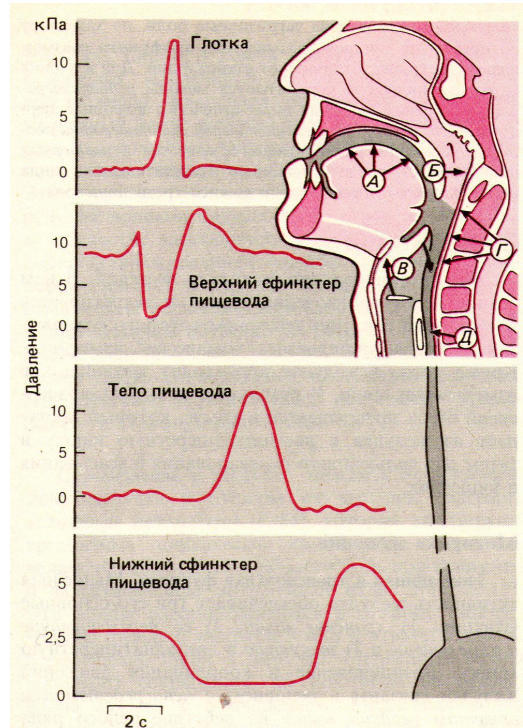 кПа
Глотка
10
5
0
А
Б
В
Г
Д
10
5
0
Верхний сфинктер
пищевода
Давление
Тело пищевода
10
5
0
Нижний сфинктер
пищевода
5
2,5
0
2 с